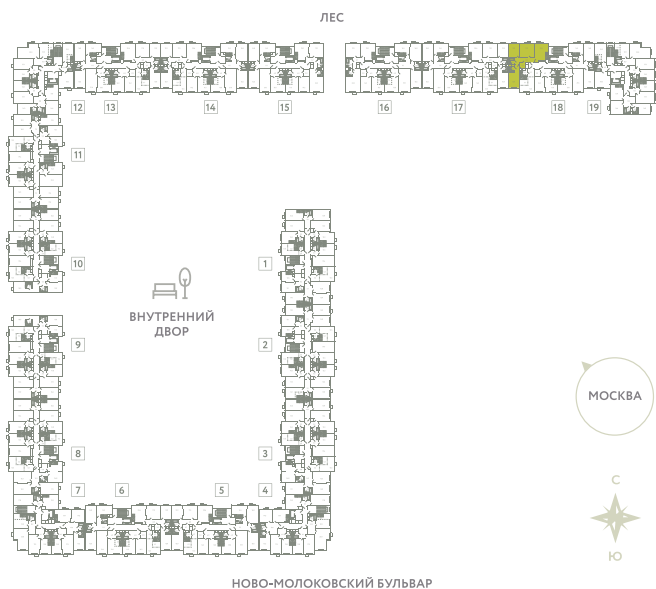 ЛЕС
12 13 14 15 16 17 18 19
11
10 1
ВНУТРЕННИЙ
ДВОР
9 2
МОСКВА
8 3
7 6 5 4
С
Ю
НОВО-МОЛОКОВСКИЙ БУЛЬВАР